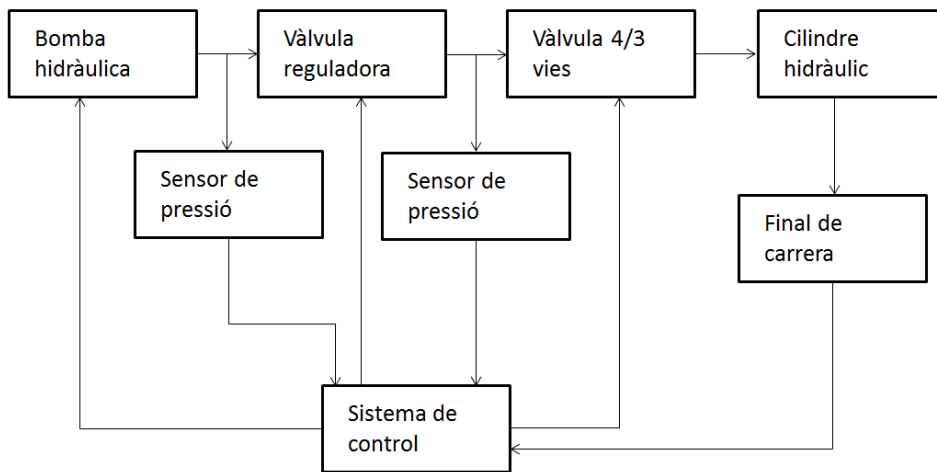 Bomba
hidràulica
Vàlvula
reguladora
Vàlvula 4/3
vies
Cilindre
hidràulic
Sensor de
pressió
Sensor de
pressió
Final de
carrera
Sistema de
control